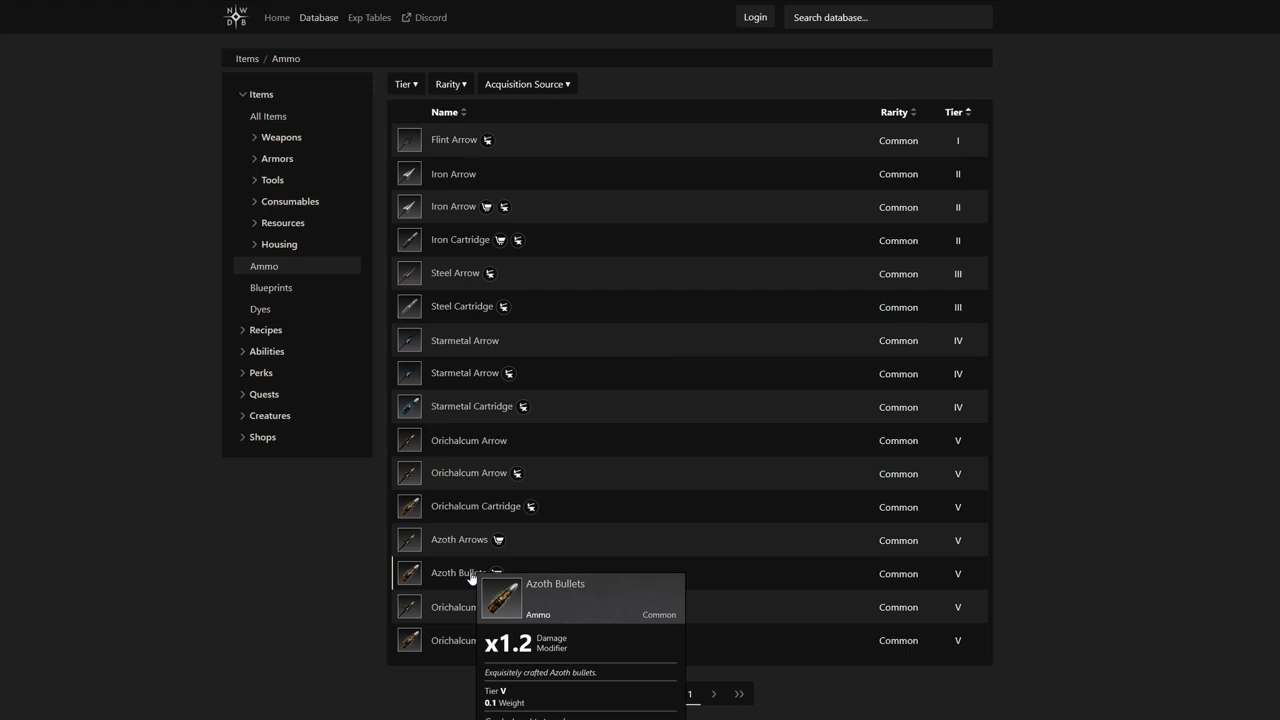 NW
DB
Home
Database
Exp Tables
Discord
Login
Search database...
Items / Ammo
Items
All Items
Weapons
Armors
Tools
Consumables
Resources
Housing
Ammo
Blueprints
Dyes
Recipes
Abilities
Perks
Quests
Creatures
Shops
Tier
Rarity
Acquisition Source
Name Rarity Tier
Flint Arrow Common I
Iron Arrow Common II
Iron Arrow Common II
Iron Cartridge Common II
Steel Arrow Common III
Steel Cartridge Common III
Starmetal Arrow Common IV
Starmetal Arrow Common IV
Starmetal Cartridge Common IV
Orichalcum Arrow Common V
Orichalcum Arrow Common V
Orichalcum Cartridge Common V
Azoth Arrows Common V
Azoth Bullets Common V
Orichalcum Common V
Orichalcum Common V
Azoth Bullets
Ammo Common
x1.2 Damage Modifier
Exquisitely crafted Azoth bullets.
Tier V
0.1 Weight
1